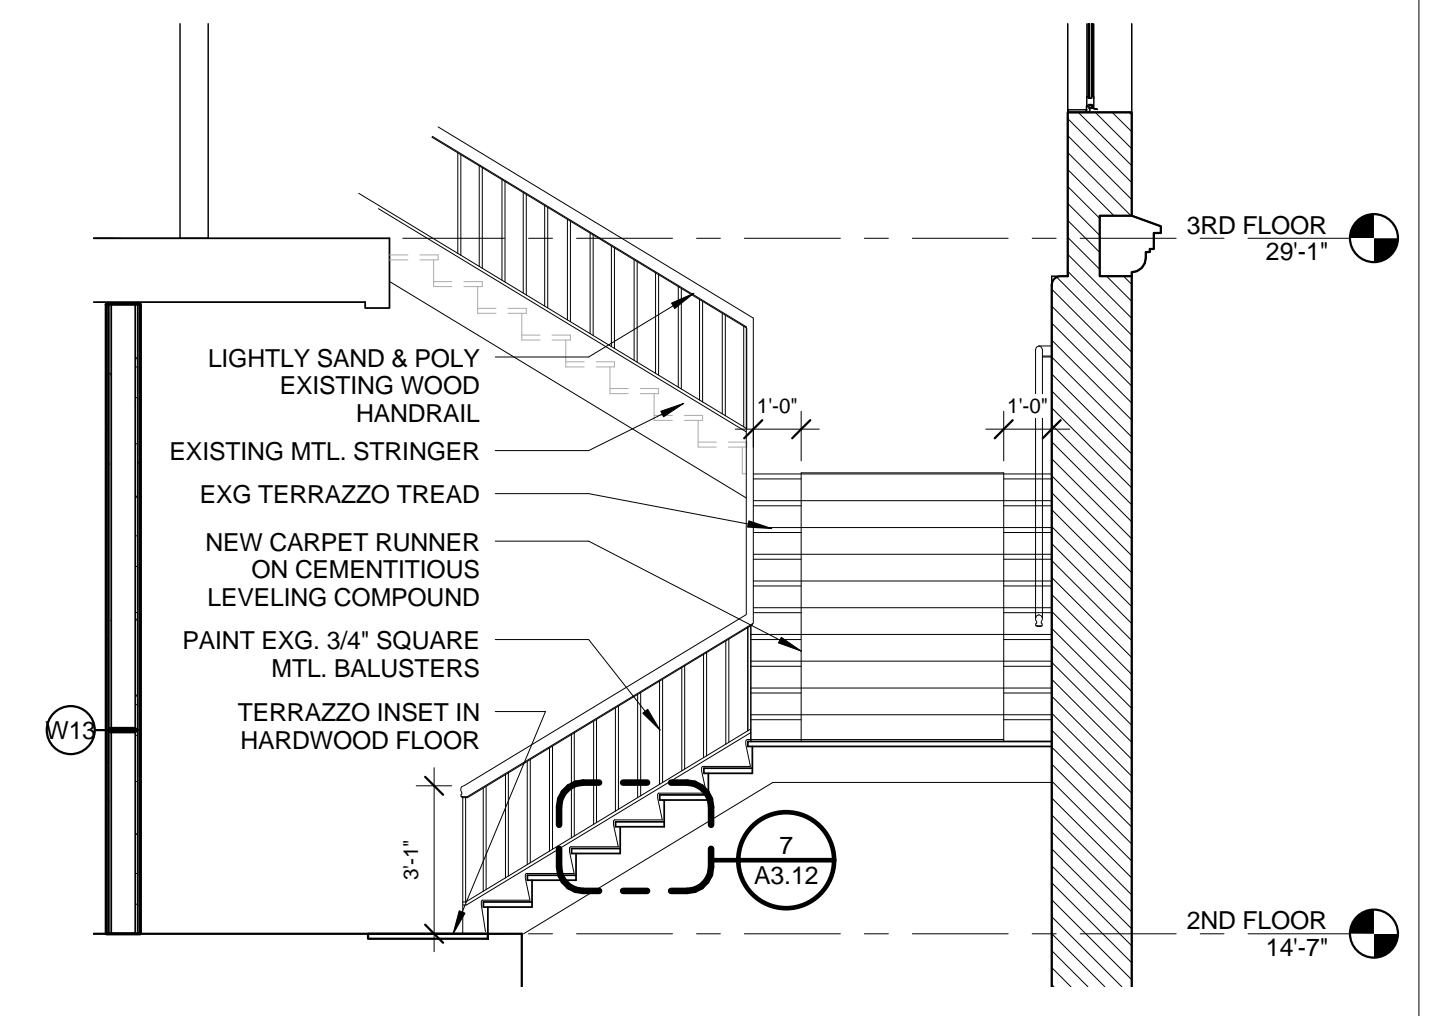 3RD FLOOR
29'-1"
LIGHTLY SAND & POLY
EXISTING WOOD
HANDRAIL
1'-0"
1'-0"
EXISTING MTL. STRINGER
EXG TERRAZZO TREAD
NEW CARPET RUNNER
ON CEMENTITIOUS
LEVELING COMPOUND
PAINT EXG. 3/4" SQUARE
MTL. BALUSTERS
TERRAZZO INSET IN
HARDWOOD FLOOR
W13
3'-1"
7
A3.12
2ND FLOOR
14'-7"